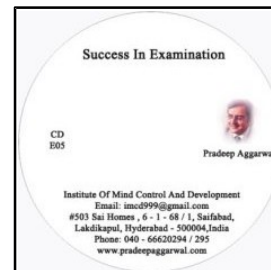 Success In Examination
CD
E05
Pradeep Aggarwa
Institute Of Mind Control And Development
Email: imcd999@gmail.com
#503 Sai Homes , 6 - 1 - 68 / 1, Saifabad,
Lakdikapul, Hyderabad - 500004,India
Phone: 040 - 66620294 / 295
www.pradeepaggarwal.com